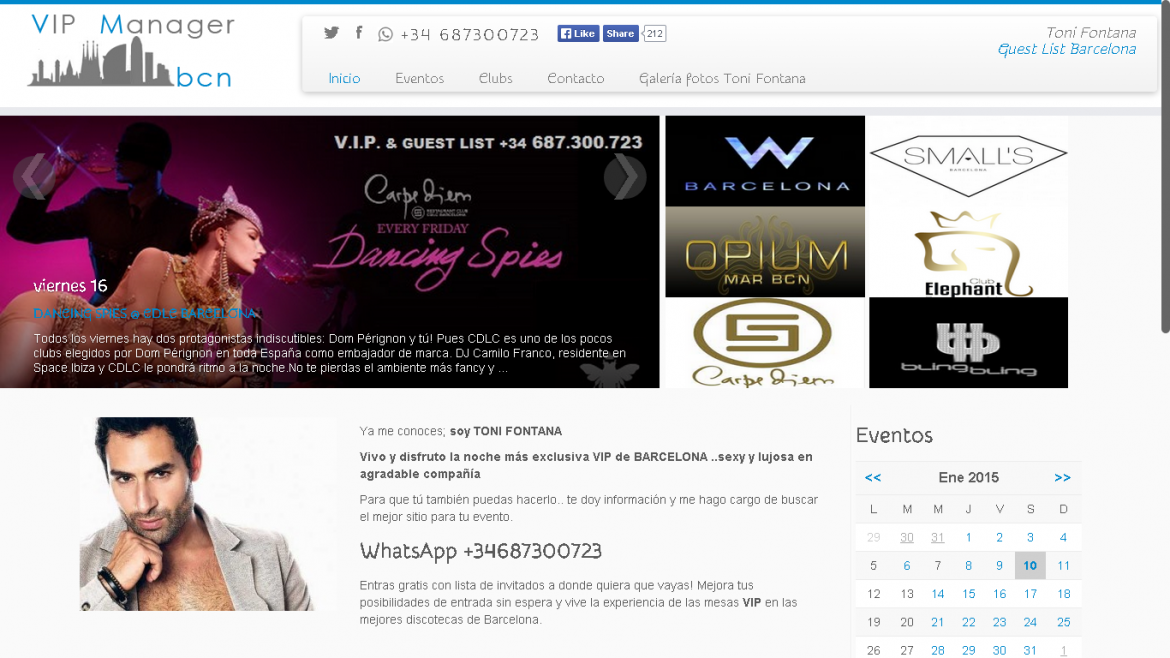 VIP Manager
bcn
+34 687300723
Like Share 212
Toni Fontana
Guest List Barcelona
Inicio Eventos Clubs Contacto Galería fotos Toni Fontana
V.I.P. & GUEST LIST +34 687.300.723
Carpe Diem
RESTAURANT CLUB
CDLC BARCELONA
EVERY FRIDAY
Dancing Spies
viernes 16
DANCING SPIES @ CDLC BARCELONA
Todos los viernes hay dos protagonistas indiscutibles: Dom Pérignon y tú! Pues CDLC es uno de los pocos
clubs elegidos por Dom Pérignon en toda España como embajador de marca. DJ Camilo Franco, residente en
Space Ibiza y CDLC le pondrá ritmo a la noche.No te pierdas el ambiente más fancy y ...
W
BARCELONA
SMALL'S
BARCELONA
OPIUM
MAR BCN
Club
Elephant
Carpe Diem
blingbling
Ya me conoces; soy TONI FONTANA
Vivo y disfruto la noche más exclusiva VIP de BARCELONA ..sexy y lujosa en
agradable compañía
Para que tú también puedas hacerlo.. te doy información y me hago cargo de buscar
el mejor sitio para tu evento.
WhatsApp +34687300723
Entras gratis con lista de invitados a donde quiera que vayas! Mejora tus
posibilidades de entrada sin espera y vive la experiencia de las mesas VIP en las
mejores discotecas de Barcelona.
Eventos
<< Ene 2015 >>
L M M J V S D
29 30 31 1 2 3 4
5 6 7 8 9 10 11
12 13 14 15 16 17 18
19 20 21 22 23 24 25
26 27 28 29 30 31 1